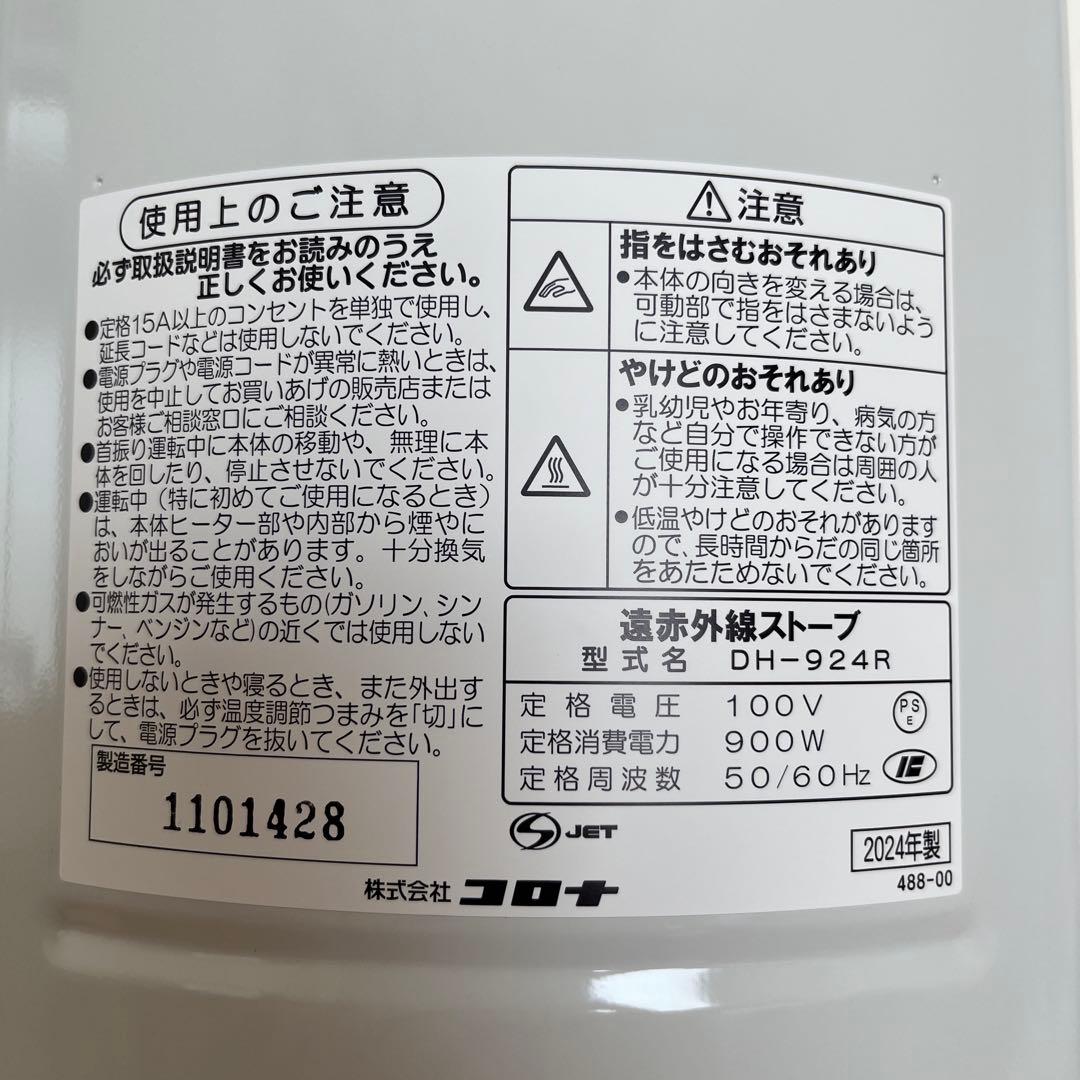 使用上のご注意
必ず取扱説明書をお読みのうえ
正しくお使いください。
●定格15A以上のコンセントを単独で使用し、
延長コードなどは使用しないでください。
●電源プラグや電源コードが異常に熱いときは、
使用を中止してお買いあげの販売店または
お客様ご相談窓口にご相談ください。
●首振り運転中に本体の移動や、無理に本
体を回したり、停止させないでください。
●運転中（特に初めてご使用になるとき）
は、本体ヒーター部や内部から煙やに
おいが出ることがあります。十分換気
をしながらご使用ください。
●可燃性ガスが発生するもの(ガソリン、シン
ナー、ベンジンなど)の近くでは使用しない
でください。
●使用しないときや寝るとき、また外出す
るときは、必ず温度調節つまみを「切」に
して、電源プラグを抜いてください。
製造番号
1101428
⚠注意
指をはさむおそれあり
●本体の向きを変える場合は、
可動部で指をはさまないよう
に注意してください。
やけどのおそれあり
●乳幼児やお年寄り、病気の方
など自分で操作できない方が
ご使用になる場合は周囲の人
が十分注意してください。
●低温やけどのおそれがあります
ので、長時間からだの同じ箇所
をあたためないでください。
遠赤外線ストーブ
型式名 DH-924R
定格電圧 100V
定格消費電力 900W
定格周波数 50/60Hz
PS
E
S JET
2024年製
488-00
株式会社 コロナ